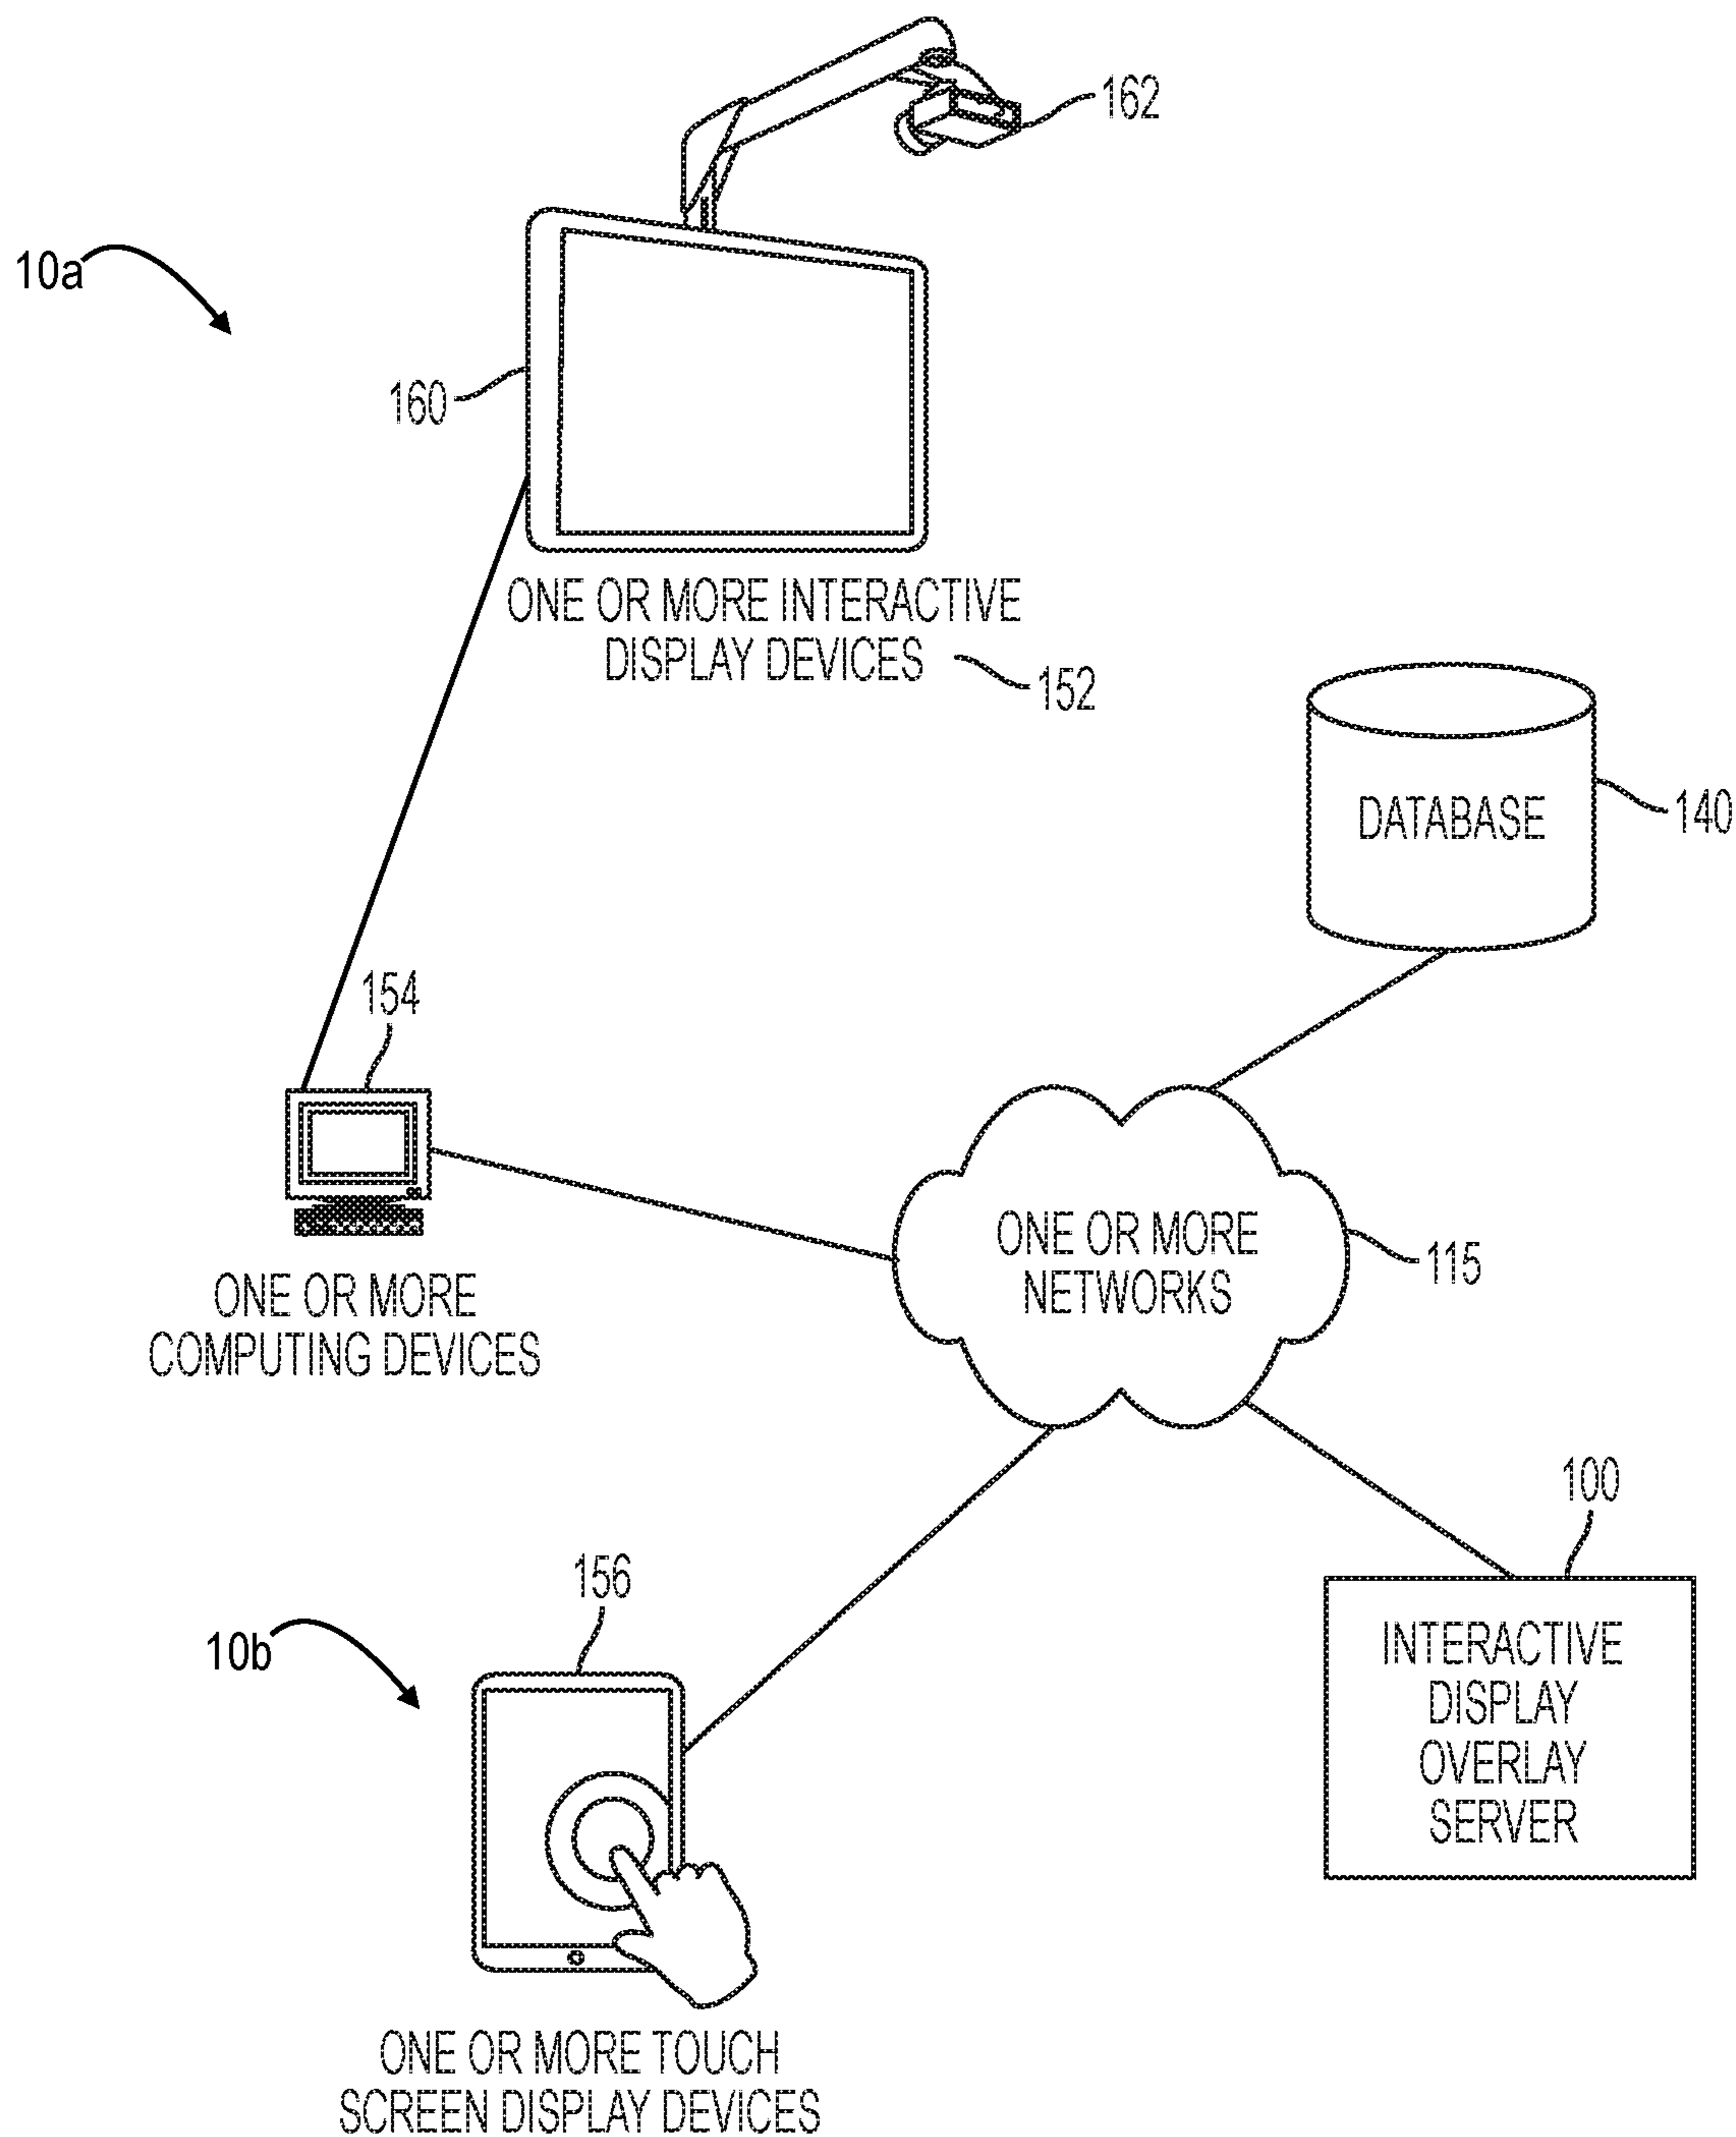 162
10a
160
ONE OR MORE INTERACTIVE
DISPLAY DEVICES
152
DATABASE
140
154
ONE OR MORE
COMPUTING DEVICES
ONE OR MORE
NETWORKS
115
100
INTERACTIVE
DISPLAY
OVERLAY
SERVER
156
10b
ONE OR MORE TOUCH
SCREEN DISPLAY DEVICES